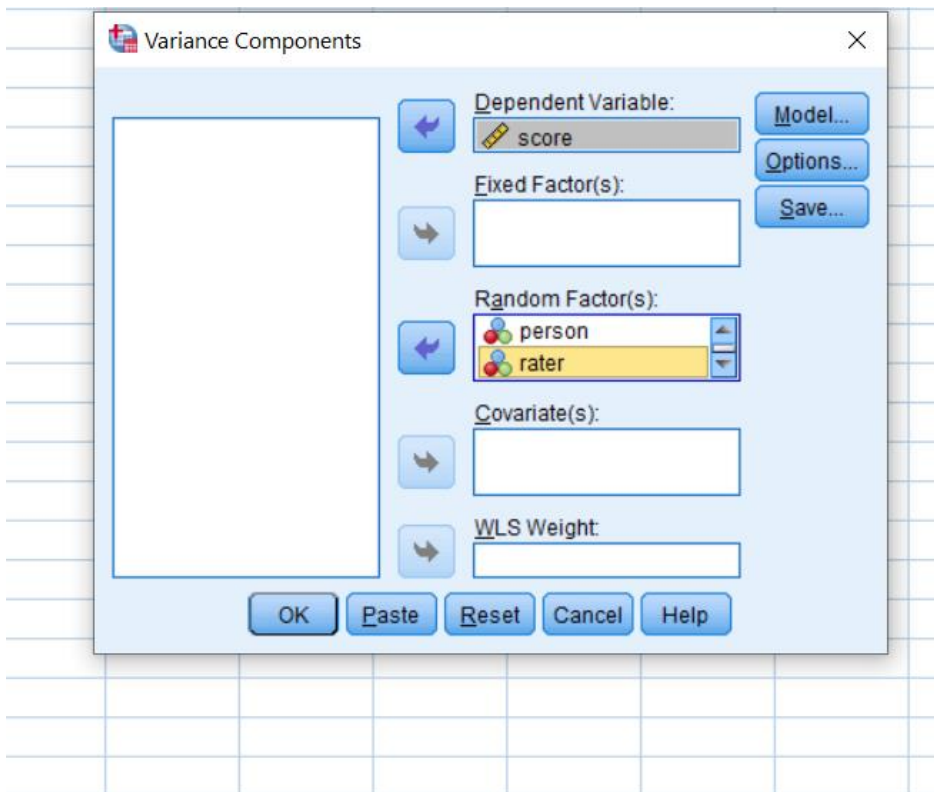 Variance Components
Dependent Variable:
score
Model...
Options...
Save...
Fixed Factor(s):
Random Factor(s):
person
rater
Covariate(s):
WLS Weight:
OK Paste Reset Cancel Help